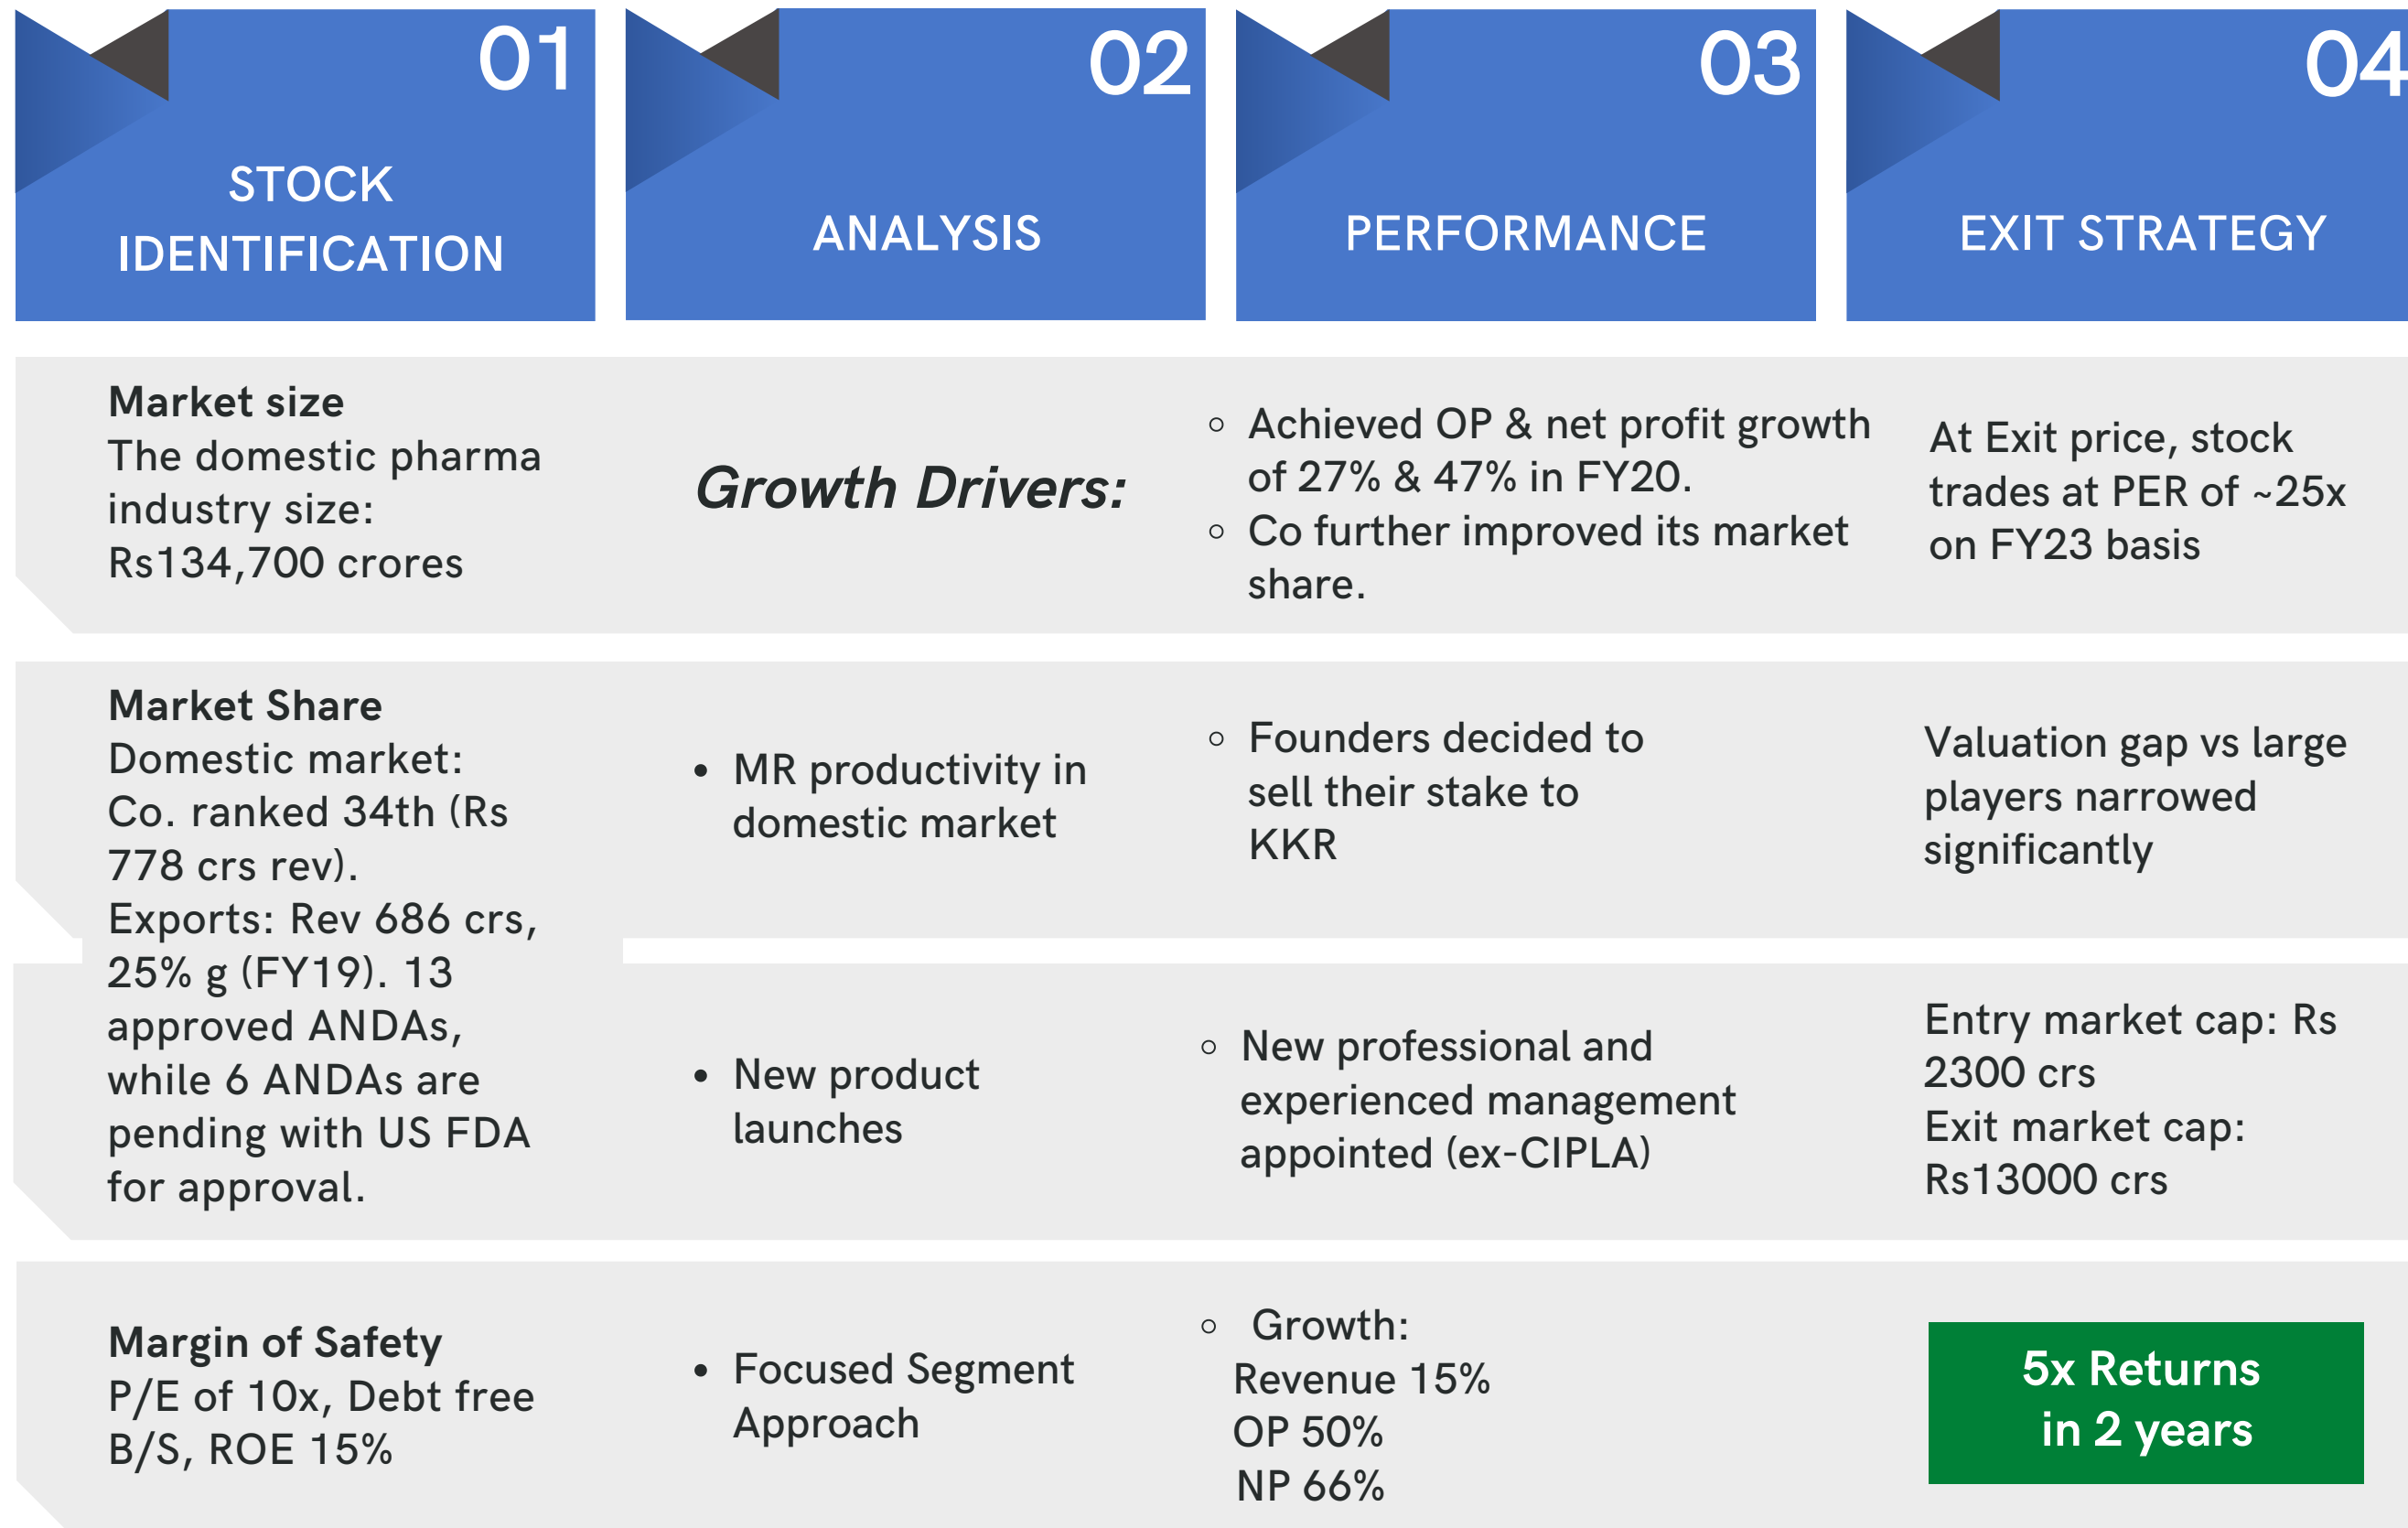 01
STOCK
IDENTIFICATION
02
ANALYSIS
03
PERFORMANCE
04
EXIT STRATEGY
Market size
The domestic pharma
industry size:
Rs134,700 crores
Growth Drivers:
◦ Achieved OP & net profit growth
of 27% & 47% in FY20.
◦ Co further improved its market
share.
At Exit price, stock
trades at PER of ~25x
on FY23 basis
Market Share
Domestic market:
Co. ranked 34th (Rs
778 crs rev).
Exports: Rev 686 crs,
25% g (FY19). 13
approved ANDAs,
while 6 ANDAs are
pending with US FDA
for approval.
• MR productivity in
domestic market
◦ Founders decided to
sell their stake to
KKR
Valuation gap vs large
players narrowed
significantly
• New product
launches
◦ New professional and
experienced management
appointed (ex-CIPLA)
Entry market cap: Rs
2300 crs
Exit market cap:
Rs13000 crs
Margin of Safety
P/E of 10x, Debt free
B/S, ROE 15%
• Focused Segment
Approach
◦ Growth:
Revenue 15%
OP 50%
NP 66%
5x Returns
in 2 years